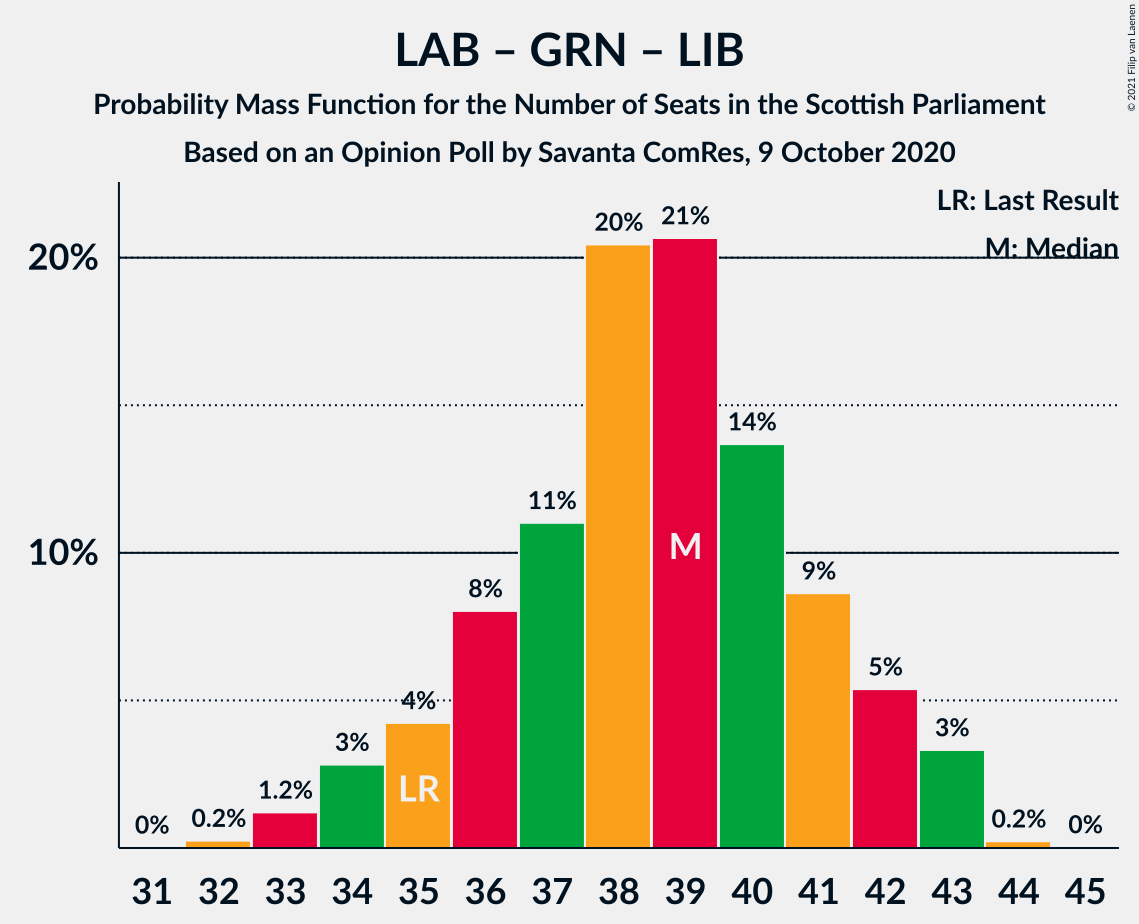 LAB – GRN – LIB
Probability Mass Function for the Number of Seats in the Scottish Parliament
Based on an Opinion Poll by Savanta ComRes, 9 October 2020
© 2021 Filip van Laenen
LR: Last Result
M: Median
20%
10%
0%
0.2%
1.2%
3%
4%
8%
11%
20%
21%
14%
9%
5%
3%
0.2%
0%
LR
M
31 32 33 34 35 36 37 38 39 40 41 42 43 44 45